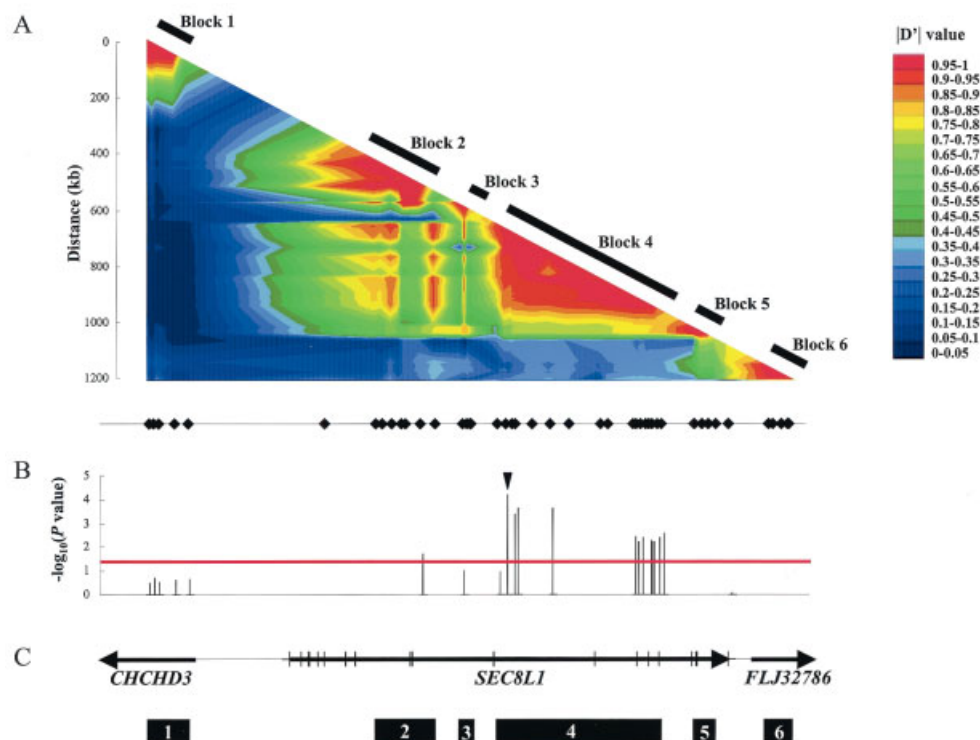 A
Block 1
Block 2
Block 3
Block 4
Block 5
Block 6
Distance (kb)
0
200
400
600
800
1000
1200
|D'| value
0.95-1
0.9-0.95
0.85-0.9
0.8-0.85
0.75-0.8
0.7-0.75
0.65-0.7
0.6-0.65
0.55-0.6
0.5-0.55
0.45-0.5
0.4-0.45
0.35-0.4
0.3-0.35
0.25-0.3
0.2-0.25
0.15-0.2
0.1-0.15
0.05-0.1
0-0.05
B
-log10(P value)
5
4
3
2
1
0
C
CHCHD3 SEC8L1 FLJ32786
1 2 3 4 5 6